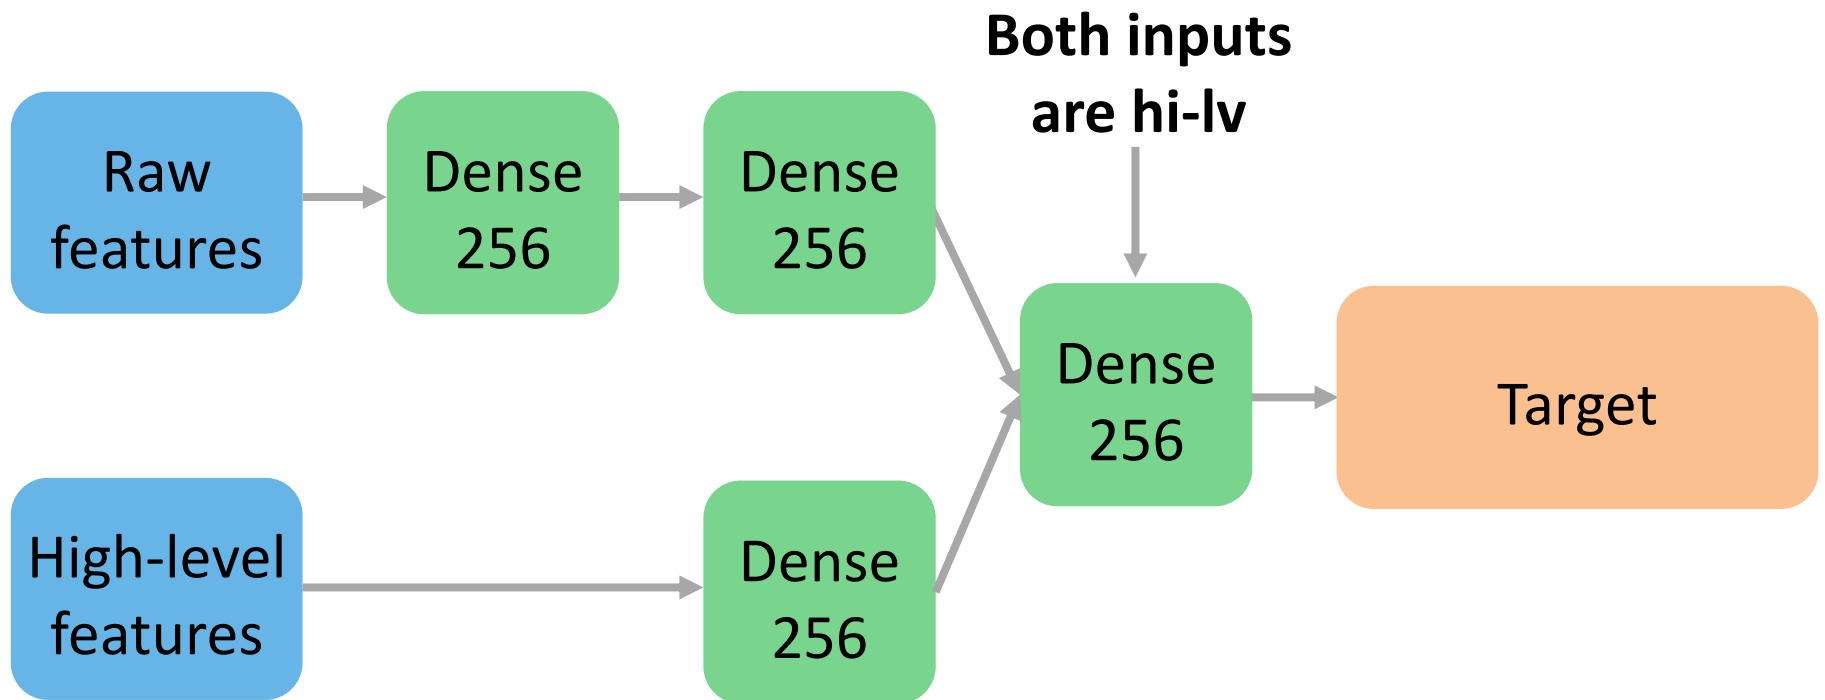 Both inputs
are hi-lv
Raw
features
Dense
256
Dense
256
Dense
256
Target
High-level
features
Dense
256